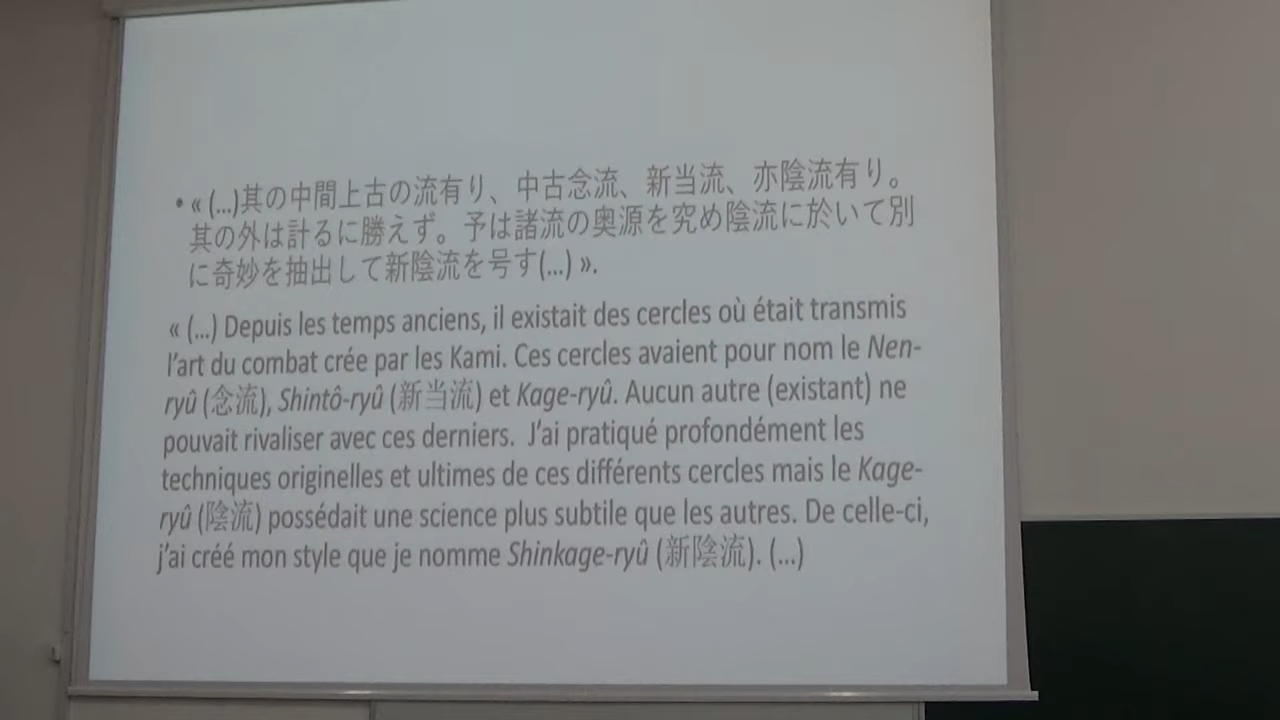 • « (...)其の中間上古の流有り、中古念流、新当流、亦陰流有り。
其の外は計るに勝えず。予は諸流の奥源を究め陰流に於いて別
に奇妙を抽出して新陰流を号す(...) ».
« (...) Depuis les temps anciens, il existait des cercles où était transmis
l’art du combat crée par les Kami. Ces cercles avaient pour nom le Nen-
ryû (念流), Shintô-ryû (新当流) et Kage-ryû. Aucun autre (existant) ne
pouvait rivaliser avec ces derniers. J’ai pratiqué profondément les
techniques originelles et ultimes de ces différents cercles mais le Kage-
ryû (陰流) possédait une science plus subtile que les autres. De celle-ci,
j’ai créé mon style que je nomme Shinkage-ryû (新陰流). (...)